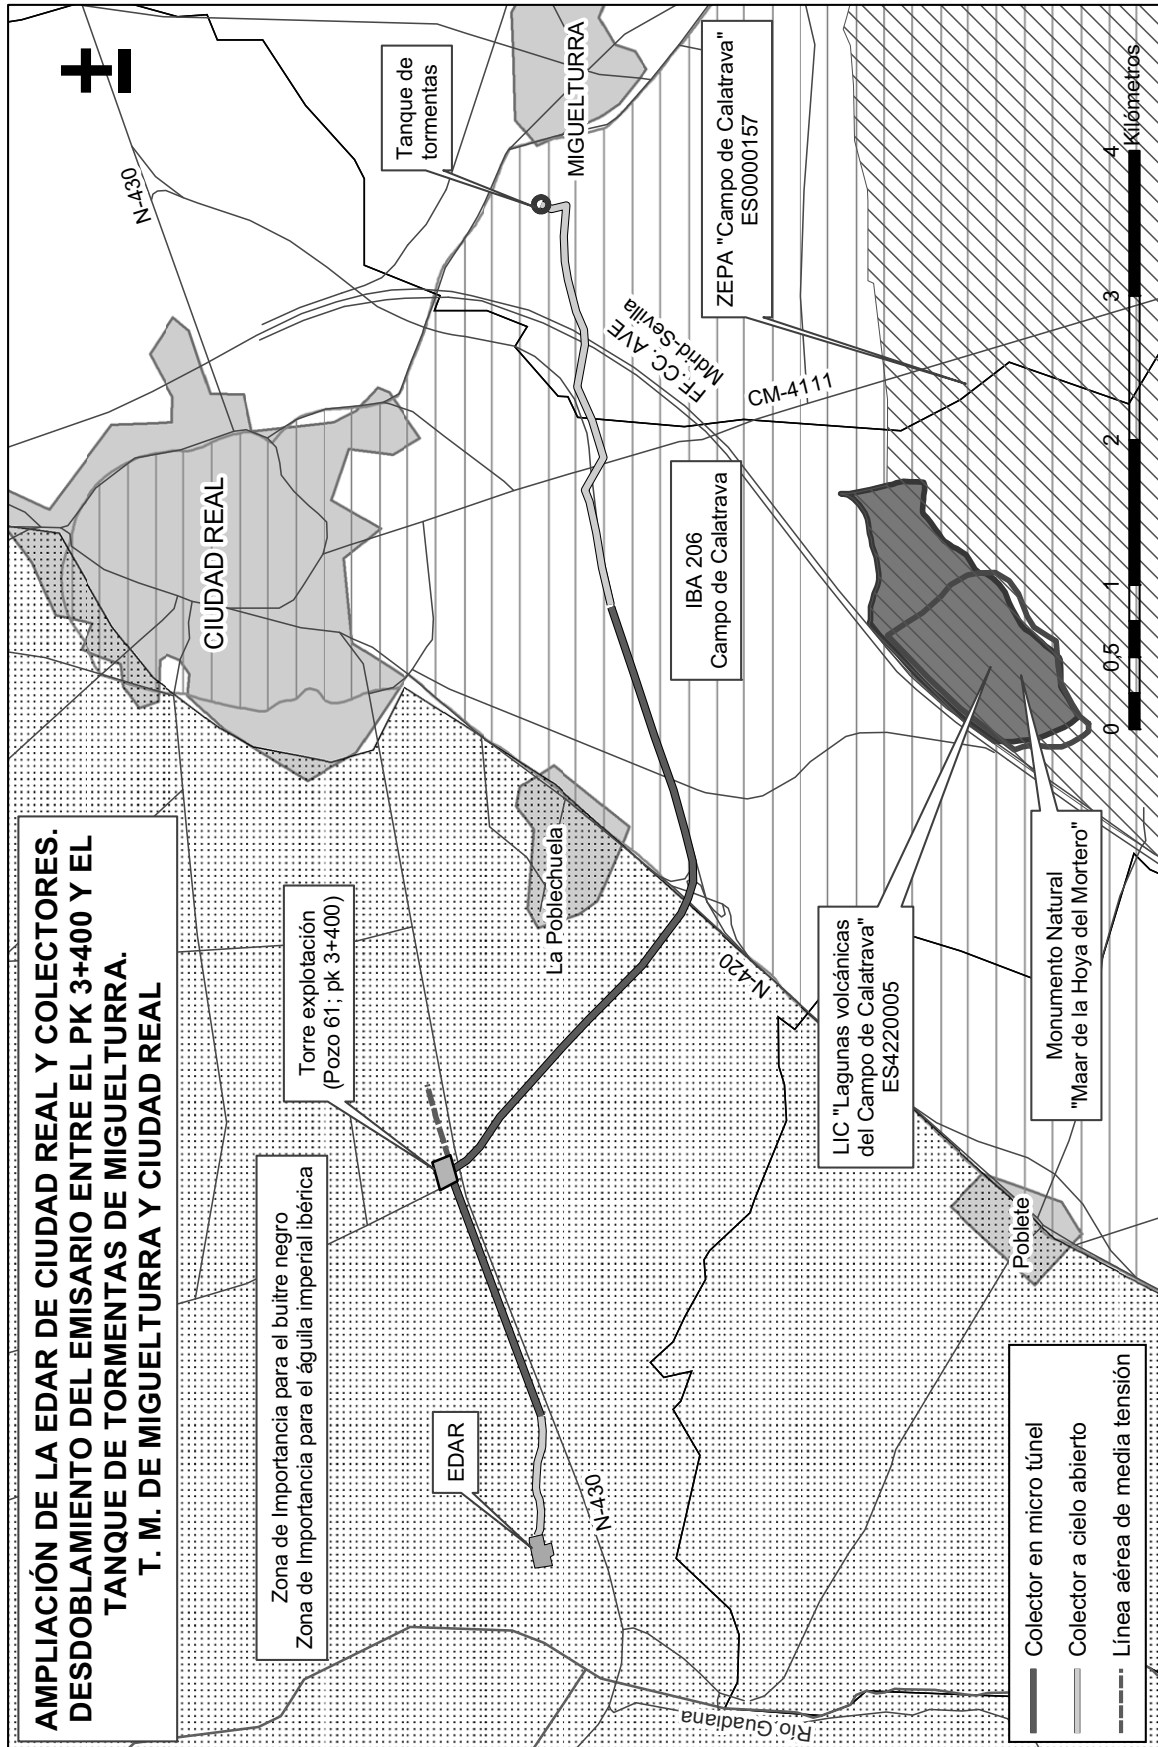 AMPLIACIÓN DE LA EDAR DE CIUDAD REAL Y COLECTORES.
DESDOBLAMIENTO DEL EMISARIO ENTRE EL PK 3+400 Y EL
TANQUE DE TORMENTAS DE MIGUELTURRA.
T. M. DE MIGUELTURRA Y CIUDAD REAL
N-430
CIUDAD REAL
Tanque de
tormentas
MIGUELTURRA
Torre explotación
(Pozo 61; pk 3+400)
Zona de Importancia para el buitre negro
Zona de Importancia para el águila imperial ibérica
EDAR
La Poblechuela
N-430
N-420
FF.CC. AVE
Mdrid-Sevilla
CM-4111
IBA 206
Campo de Calatrava
ZEPA "Campo de Calatrava"
ES0000157
LIC "Lagunas volcánicas
del Campo de Calatrava"
ES4220005
Monumento Natural
"Maar de la Hoya del Mortero"
Poblete
Río Guadiana
Colector en micro túnel
Colector a cielo abierto
Línea aérea de media tensión
0 0,5 1 2 3 4
Kilómetros